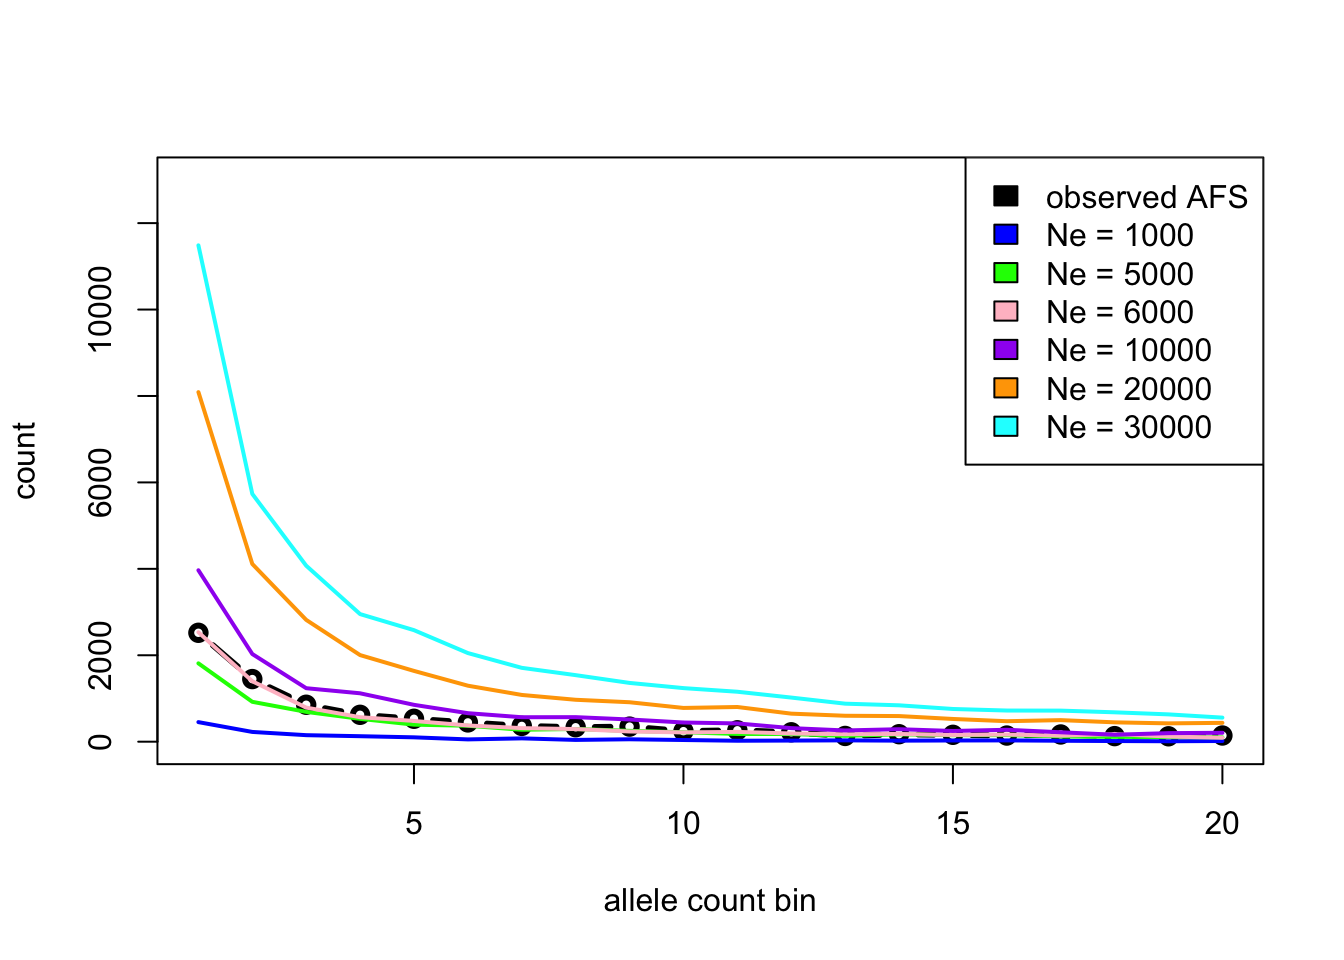 observed AFS
Ne = 1000
Ne = 5000
Ne = 6000
Ne = 10000
Ne = 20000
Ne = 30000
10000
6000
2000
0
count
5 10 15 20
allele count bin